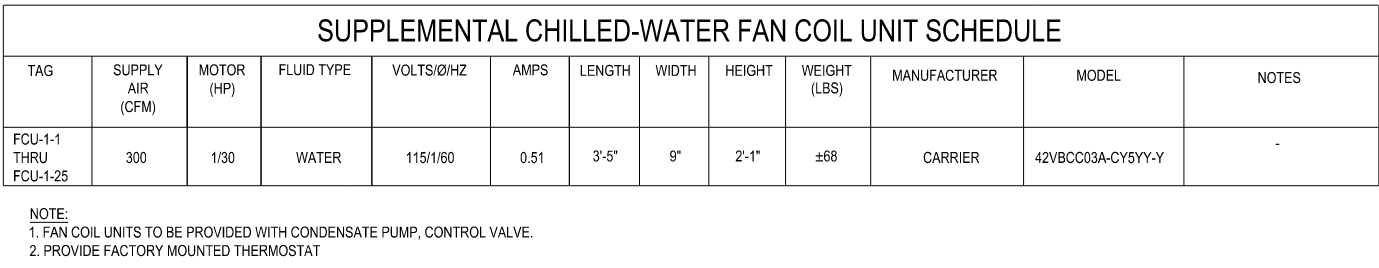 SUPPLEMENTAL CHILLED-WATER FAN COIL UNIT SCHEDULE
TAG
SUPPLY
AIR
(CFM)
MOTOR
(HP)
FLUID TYPE
VOLTS/Ø/HZ
AMPS
LENGTH
WIDTH
HEIGHT
WEIGHT
(LBS)
MANUFACTURER
MODEL
NOTES
FCU-1-1
THRU
FCU-1-25
300
1/30
WATER
115/1/60
0.51
3'-5"
9"
2'-1"
±68
CARRIER
42VBCC03A-CY5YY-Y
-
NOTE:
1. FAN COIL UNITS TO BE PROVIDED WITH CONDENSATE PUMP, CONTROL VALVE.
2. PROVIDE FACTORY MOUNTED THERMOSTAT